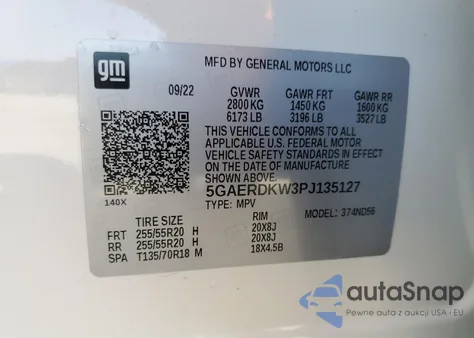 gm
MFD BY GENERAL MOTORS LLC
09/22 GVWR GAWR FRT GAWR RR
2800 KG 1450 KG 1600 KG
6173 LB 3196 LB 3527 LB
THIS VEHICLE CONFORMS TO ALL
APPLICABLE U.S. FEDERAL MOTOR
VEHICLE SAFETY STANDARDS IN EFFECT
ON THE DATE OF MANUFACTURE
SHOWN ABOVE.
5GAERDKW3PJ135127
140X TYPE: MPV MODEL: 374ND56
TIRE SIZE RIM
FRT 255/55R20 H 20X8J
RR 255/55R20 H 20X8J
SPA T135/70R18 M 18X4.5B
autoSnap
Pewne auta z aukcji USA - EU